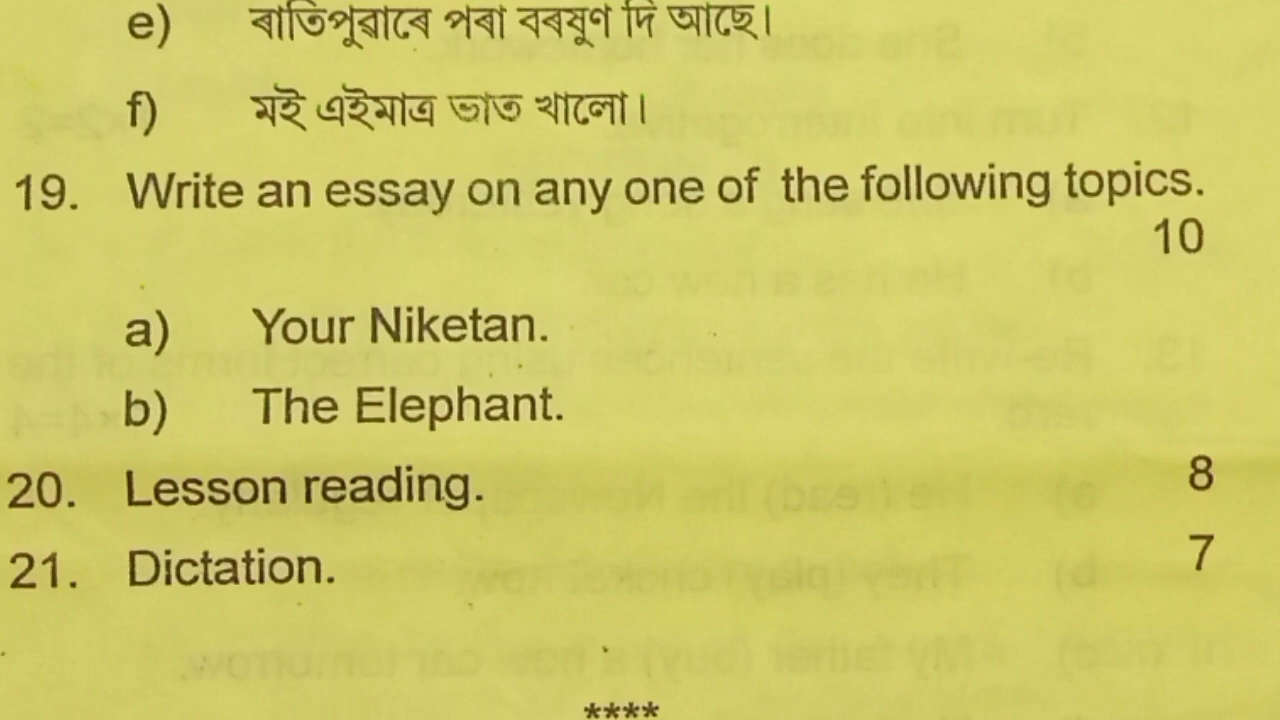 e) ৰাতিপুৱাৰে পৰা বৰষুণ দি আছে।
f) মই এইমাত্ৰ ভাত খালো।
19. Write an essay on any one of the following topics.
10
a) Your Niketan.
b) The Elephant.
20. Lesson reading. 8
21. Dictation. 7
****